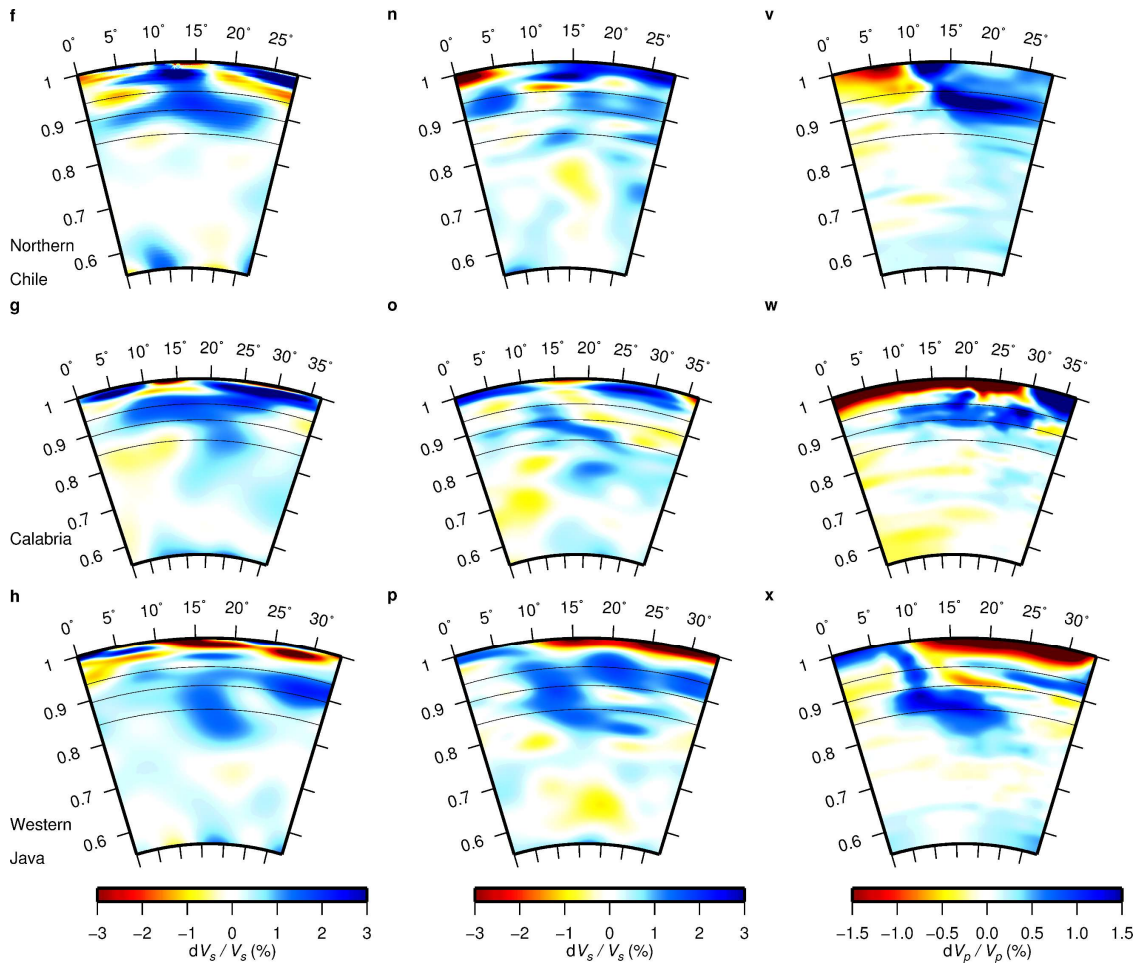 f n v
0° 5° 10° 15° 20° 25° 0° 5° 10° 15° 20° 25° 0° 5° 10° 15° 20° 25°
1 1 1
0.9 0.9 0.9
0.8 0.8 0.8
0.7 0.7 0.7
0.6 0.6 0.6
Northern
Chile
g o w
0° 5° 10° 15° 20° 25° 30° 35° 0° 5° 10° 15° 20° 25° 30° 35° 0° 5° 10° 15° 20° 25° 30° 35°
1 1 1
0.9 0.9 0.9
0.8 0.8 0.8
0.7 0.7 0.7
0.6 0.6 0.6
Calabria
h p x
0° 5° 10° 15° 20° 25° 30° 0° 5° 10° 15° 20° 25° 30° 0° 5° 10° 15° 20° 25° 30°
1 1 1
0.9 0.9 0.9
0.8 0.8 0.8
0.7 0.7 0.7
0.6 0.6 0.6
Western
Java
−3 −2 −1 0 1 2 3 −3 −2 −1 0 1 2 3 −1.5 −1.0 −0.5 0.0 0.5 1.0 1.5
dVs / Vs (%) dVs / Vs (%) dVp / Vp (%)